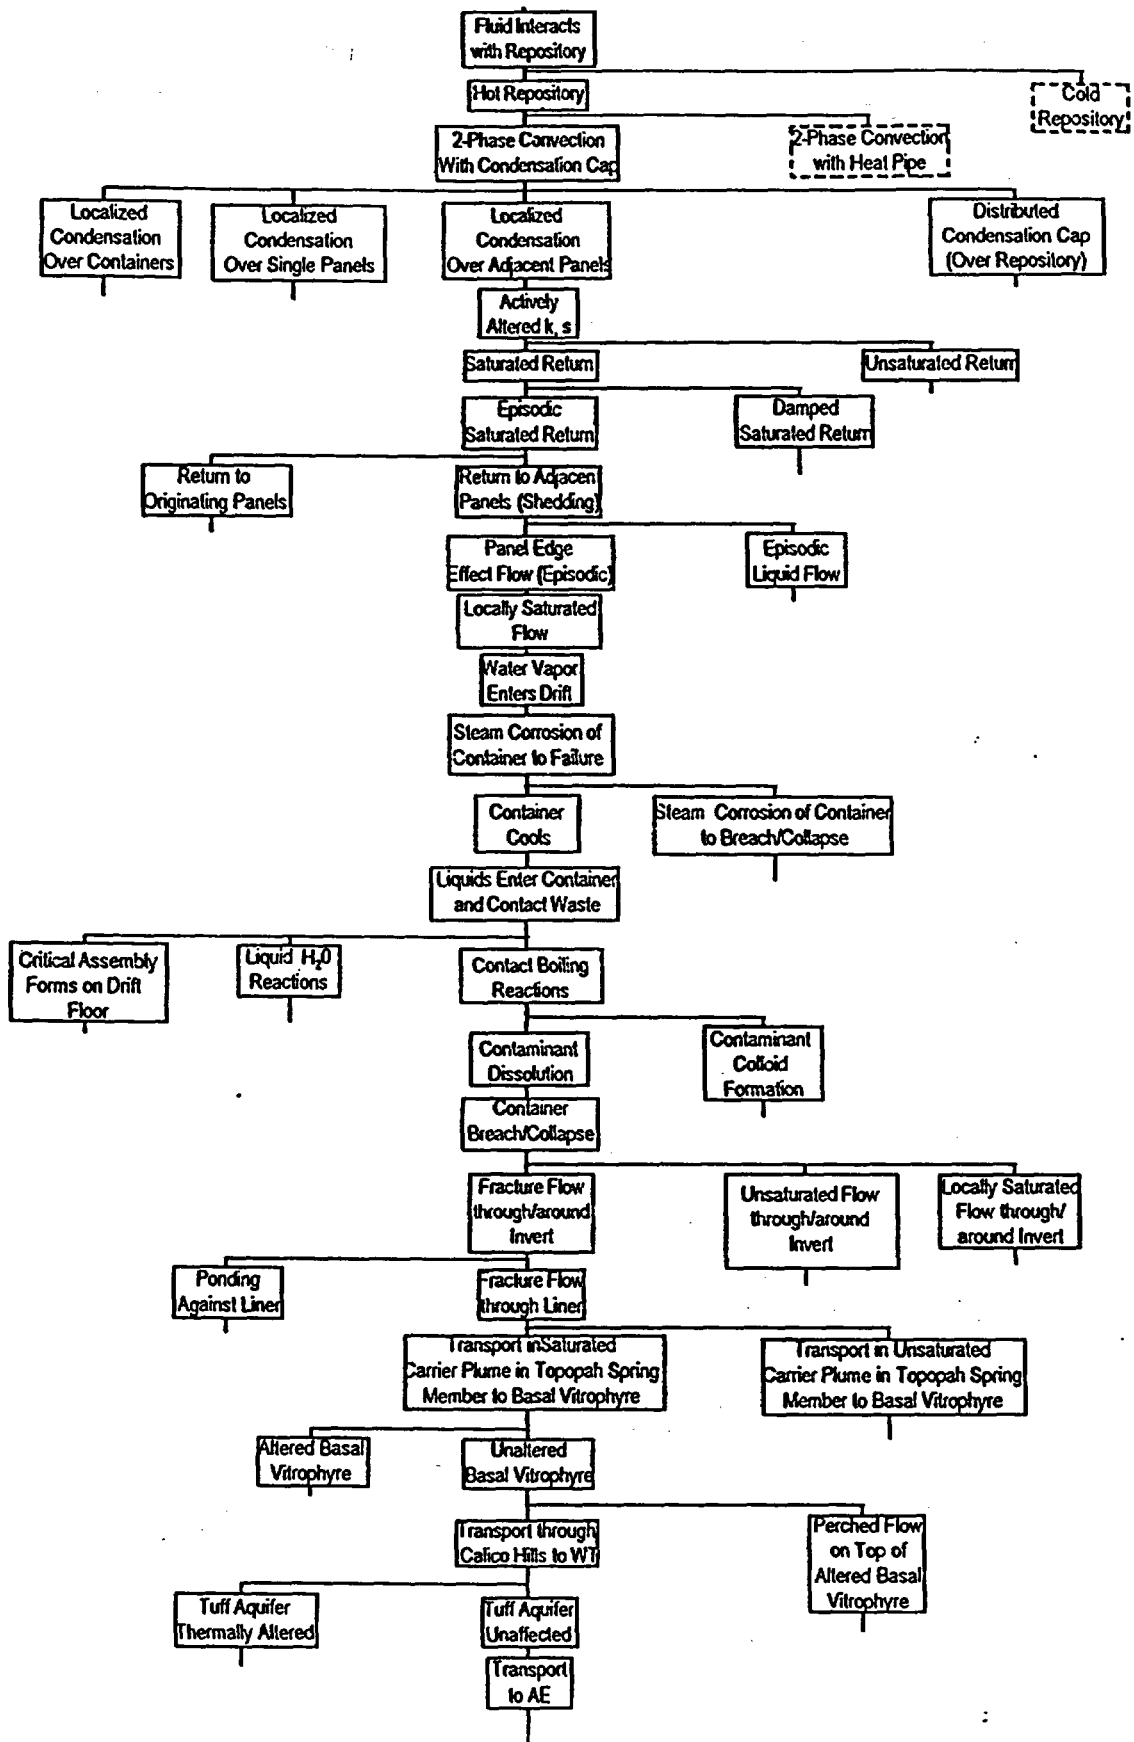 Fluid Interacts
with Repository
Hot Repository
Cold
Repository
2-Phase Convection
With Condensation Cap
2-Phase Convection
with Heat Pipe
Localized
Condensation
Over Containers
Localized
Condensation
Over Single Panels
Localized
Condensation
Over Adjacent Panels
Distributed
Condensation Cap
(Over Repository)
Actively
Altered k, s
Saturated Return
Unsaturated Return
Episodic
Saturated Return
Damped
Saturated Return
Return to
Originating Panels
Return to Adjacen
Panels (Shedding)
Panel Edge
Effect Flow (Episodic)
Episodic
Liquid Flow
Locally Saturated
Flow
Water Vapor
Enters Drift
Steam Corrosion of
Container to Failure
Container
Cools
Steam Corrosion of Container
to Breach/Collapse
Liquids Enter Container
and Contact Waste
Critical Assembly
Forms on Drift
Floor
Liquid H₂0
Reactions
Contact Boiling
Reactions
Contaminant
Dissolution
Contaminant
Colloid
Formation
Container
Breach/Collapse
Fracture Flow
through/around
Invert
Unsaturated Flow
through/around
Invert
Locally Saturated
Flow through/
around Invert
Ponding
Against Liner
Fracture Flow
through Liner
Transport inSaturated
Carrier Plume in Topopah Spring
Member to Basal Vitrophyre
Transport in Unsaturated
Carrier Plume in Topopah Spring
Member to Basal Vitrophyre
Altered Basal
Vitrophyre
Unaltered
Basal Vitrophyre
Transport through
Calico Hills to WT
Perched Flow
on Top of
Altered Basal
Vitrophyre
Tuff Aquifer
Thermally Altered
Tuff Aquifer
Unaffected
Transport
to AE